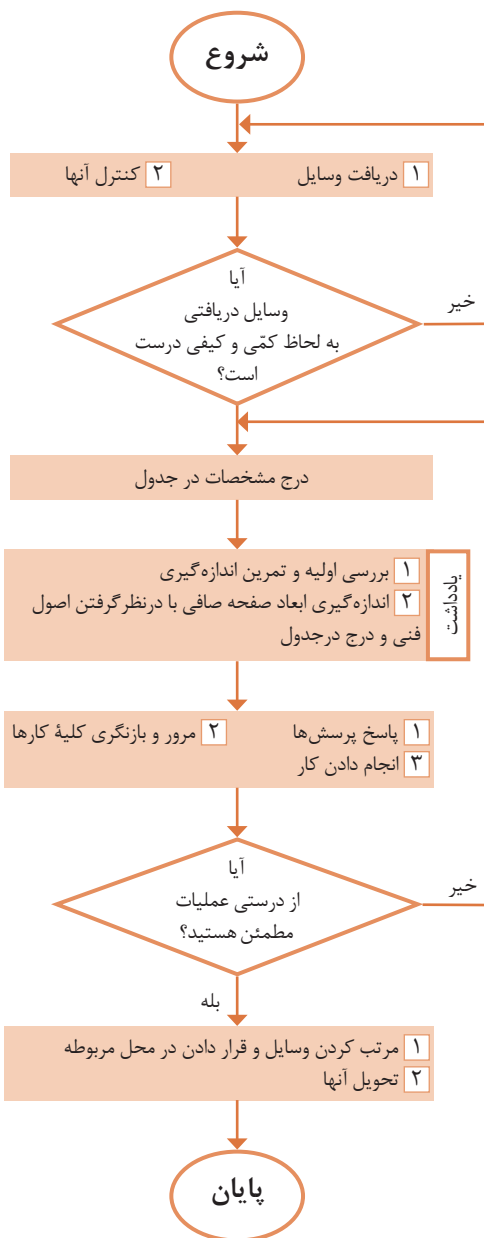 شروع
۱ دریافت وسایل ۲ کنترل آنها
آیا
وسایل دریافتی
به لحاظ کمّی و کیفی درست
است؟
خیر
درج مشخصات در جدول
یادداشت
۱ بررسی اولیه و تمرین اندازه‌گیری
۲ اندازه‌گیری ابعاد صفحه صافی با درنظرگرفتن اصول
فنی و درج درجدول
۱ پاسخ پرسش‌ها ۲ مرور و بازنگری کلیۀ کارها
۳ انجام دادن کار
آیا
از درستی عملیات
مطمئن هستید؟
خیر
بله
۱ مرتب کردن وسایل و قرار دادن در محل مربوطه
۲ تحویل آنها
پایان